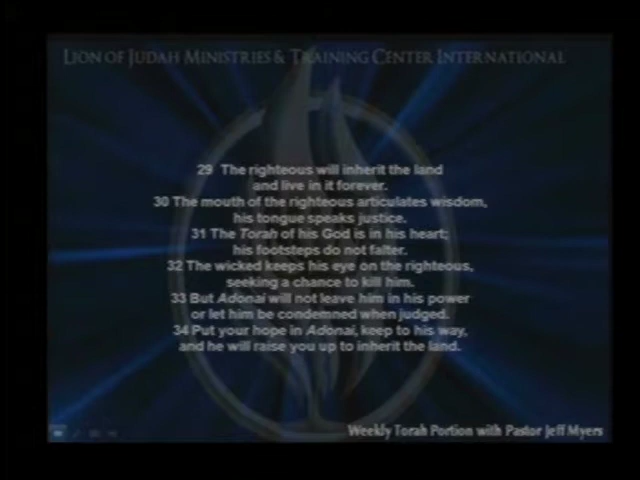 LION OF JUDAH MINISTRIES & TRAINING CENTER INTERNATIONAL
29 The righteous will inherit the land
and live in it forever.
30 The mouth of the righteous articulates wisdom,
his tongue speaks justice.
31 The Torah of his God is in his heart;
his footsteps do not falter.
32 The wicked keeps his eye on the righteous,
seeking a chance to kill him.
33 But Adonai will not leave him in his power
or let him be condemned when judged.
34 Put your hope in Adonai, keep to his way,
and he will raise you up to inherit the land.
Weekly Torah Portion with Pastor Jeff Myers